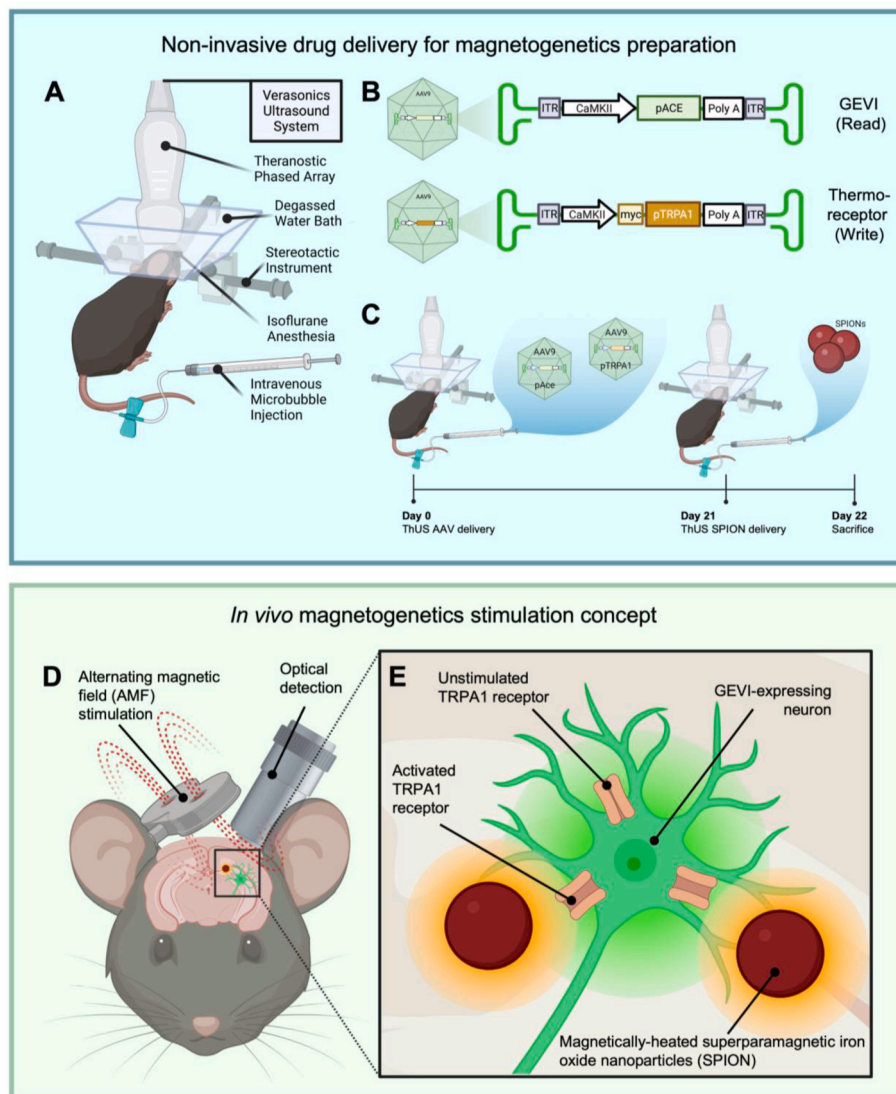 Non-invasive drug delivery for magnetogenetics preparation
A
Verasonics
Ultrasound
System
Theranostic
Phased Array
Degassed
Water Bath
Stereotactic
Instrument
Isoflurane
Anesthesia
Intravenous
Microbubble
Injection
B
AAV9
ITR CaMKII pACE Poly A ITR
GEVI
(Read)
AAV9
ITR CaMKII myc pTRPA1 Poly A ITR
Thermo-
receptor
(Write)
C
AAV9
pAce
AAV9
pTRPA1
SPIONs
Day 0
ThUS AAV delivery
Day 21
ThUS SPION delivery
Day 22
Sacrifice
In vivo magnetogenetics stimulation concept
D
Alternating magnetic
field (AMF)
stimulation
Optical
detection
E
Unstimulated
TRPA1 receptor
GEVI-expressing
neuron
Activated
TRPA1
receptor
Magnetically-heated superparamagnetic iron
oxide nanoparticles (SPION)